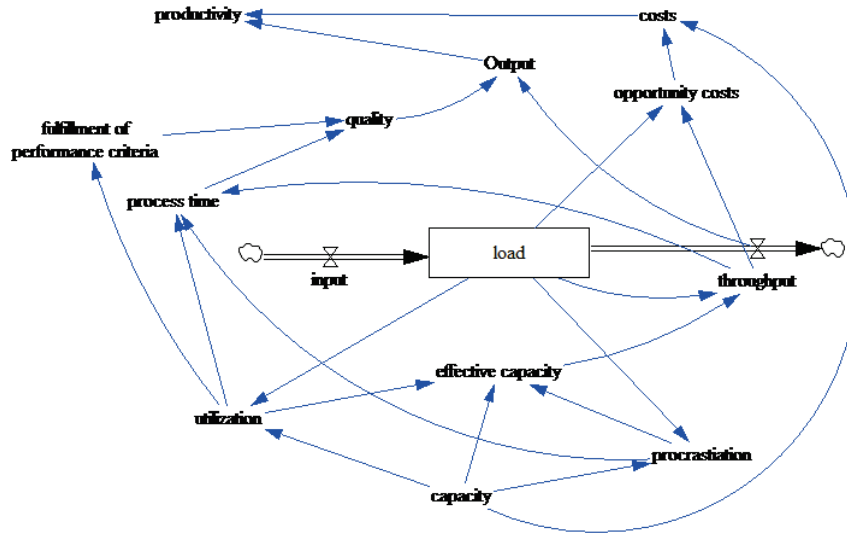 productivity
costs
Output
opportunity costs
quality
fulfillment of
performance criteria
process time
load
input
throughput
effective capacity
utilization
procrastiation
capacity